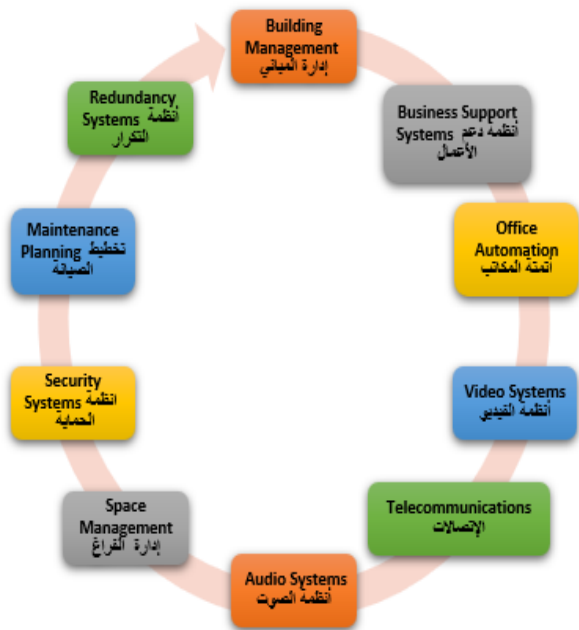 Building
Management
إدارة المباني
Business Support
Systems أنظمة دعم
الأعمال
Office
Automation
اتمتة المكاتب
Video Systems
أنظمة الفيديو
Telecommunications
الإتصالات
Audio Systems
أنظمة الصوت
Space
Management
إدارة الفراغ
Security
Systems انظمة
الحماية
Maintenance
Planning تخطيط
الصيانة
Redundancy
Systems أنظمة
التكرار